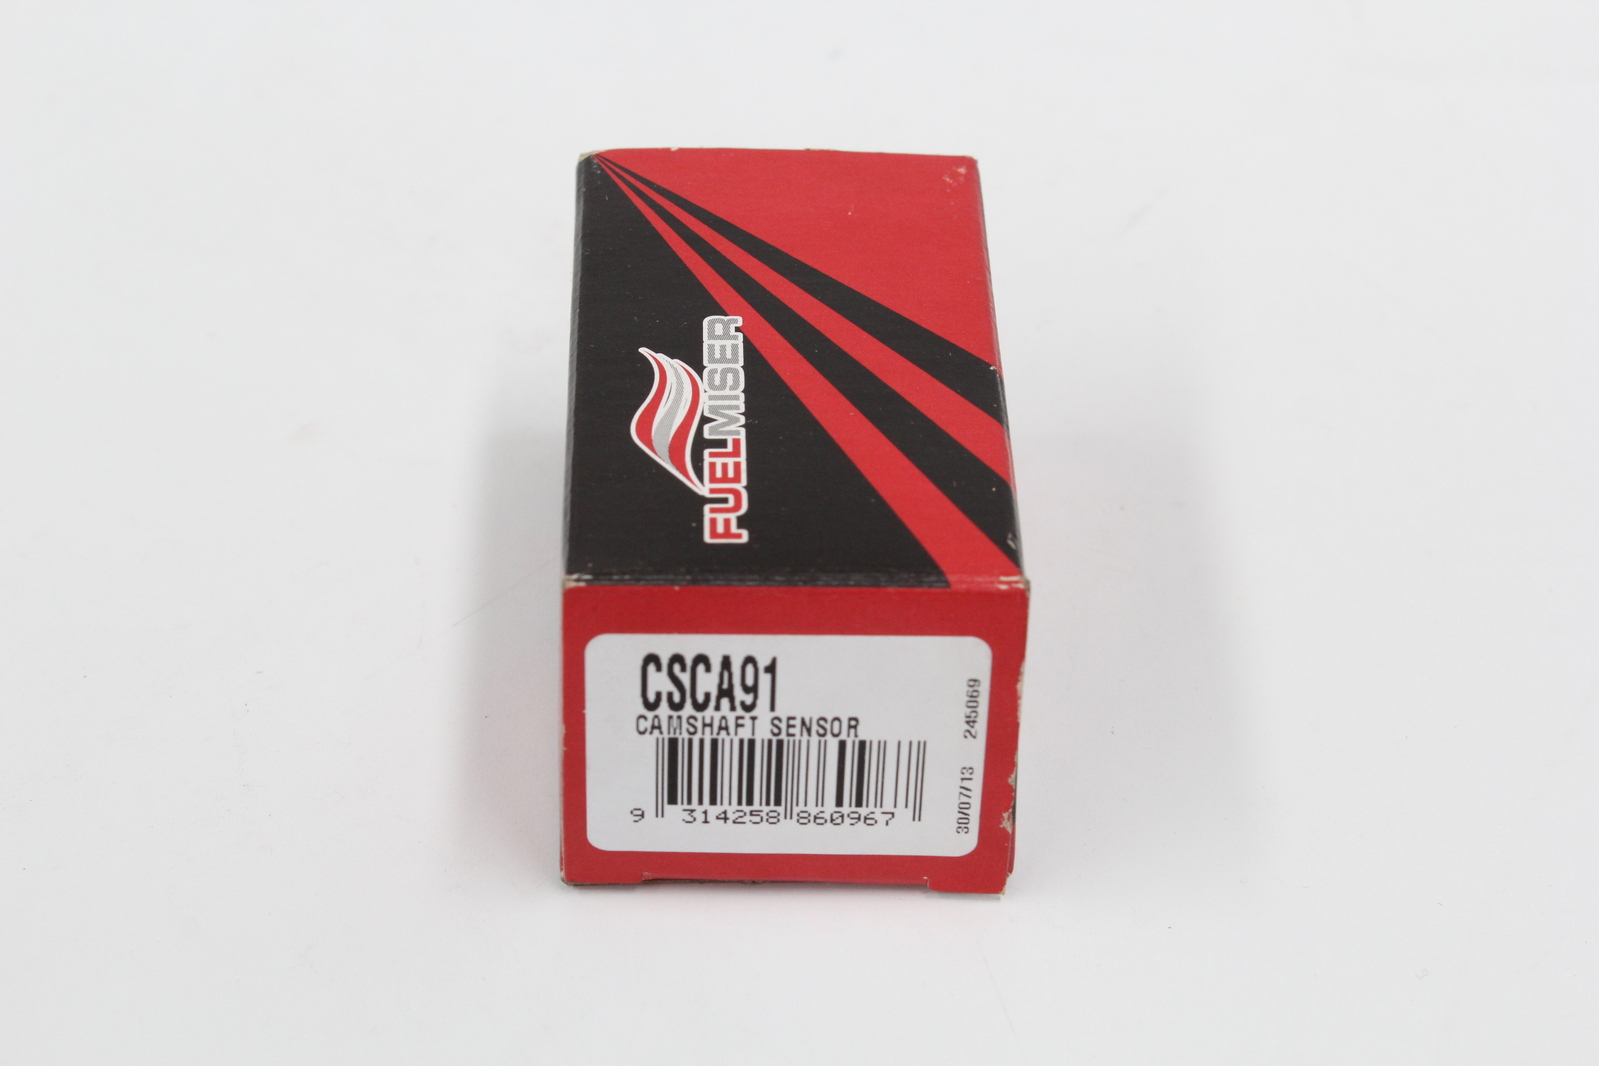 FUELMISER
CSCA91
CAMSHAFT SENSOR
9 314258 860967
30/07/13 245069